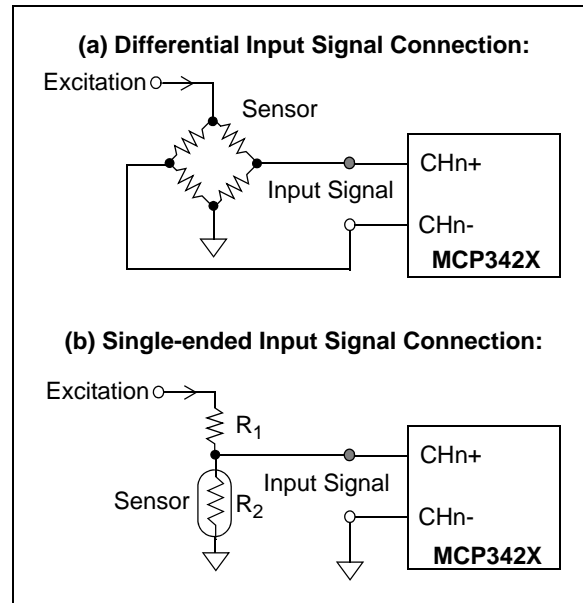 (a) Differential Input Signal Connection:
Excitation
Sensor
CHn+
Input Signal
CHn-
MCP342X
(b) Single-ended Input Signal Connection:
Excitation
R1
CHn+
Input Signal
Sensor R2
CHn-
MCP342X